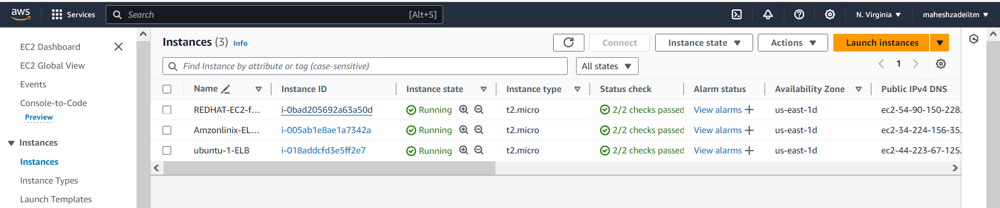 aws Services Search [Alt+S] N. Virginia maheshzadeiitm
EC2 Dashboard
EC2 Global View
Events
Console-to-Code
Preview
Instances
Instances
Instance Types
Launch Templates
Instances (3) Info Connect Instance state Actions Launch instances
Find Instance by attribute or tag (case-sensitive) All states 1
Name Instance ID Instance state Instance type Status check Alarm status Availability Zone Public IPv4 DNS
REDHAT-EC2-f... i-0bad205692a63a50d Running t2.micro 2/2 checks passed View alarms us-east-1d ec2-54-90-150-228.
Amzonlinix-EL... i-005ab1e8ae1a7342a Running t2.micro 2/2 checks passed View alarms us-east-1d ec2-34-224-156-35.
ubuntu-1-ELB i-018addcfd3e5ff2e7 Running t2.micro 2/2 checks passed View alarms us-east-1d ec2-44-223-67-125.